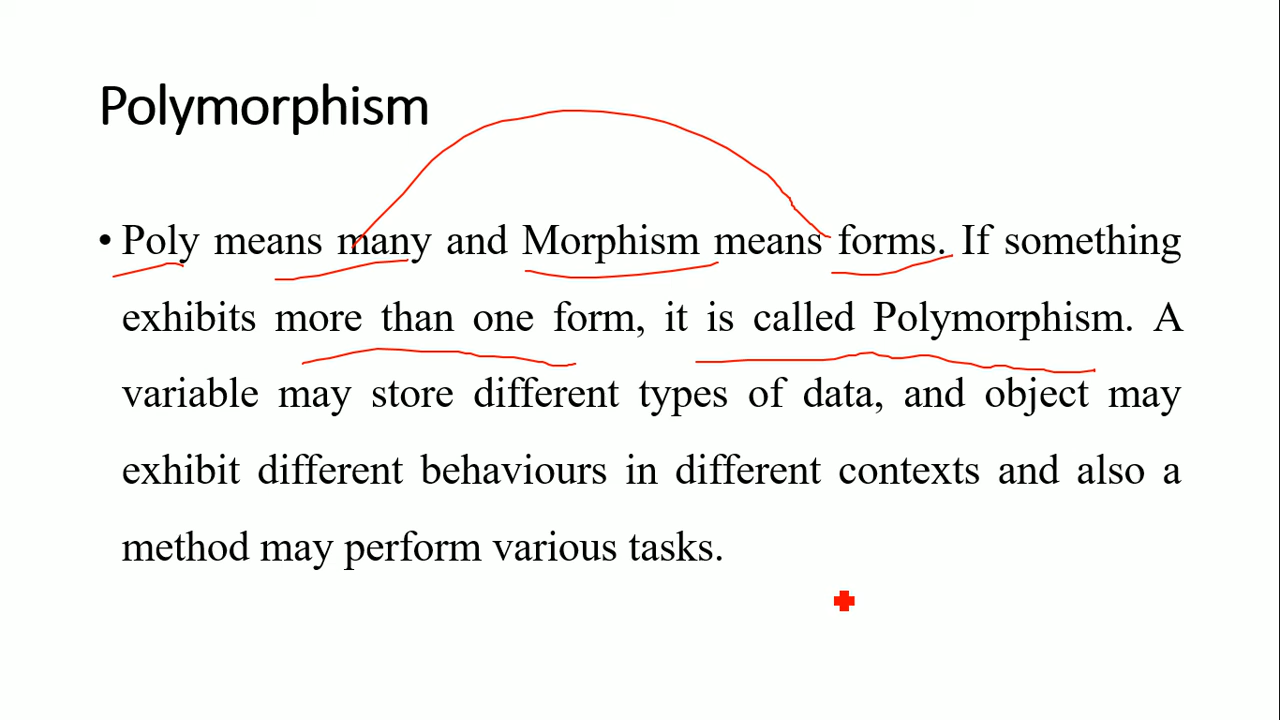 Polymorphism
• Poly means many and Morphism means forms. If something
exhibits more than one form, it is called Polymorphism. A
variable may store different types of data, and object may
exhibit different behaviours in different contexts and also a
method may perform various tasks.